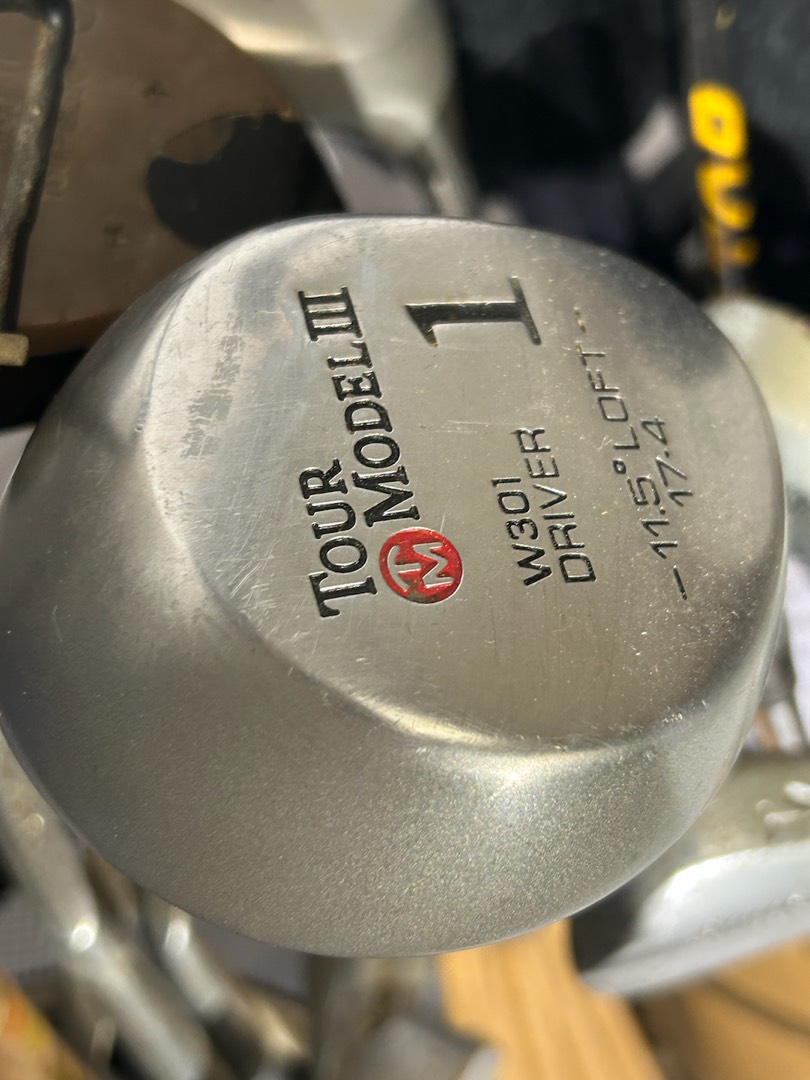 TOUR
MODEL III
M
1
W301
DRIVER
-11.5° LOFT-
17.4